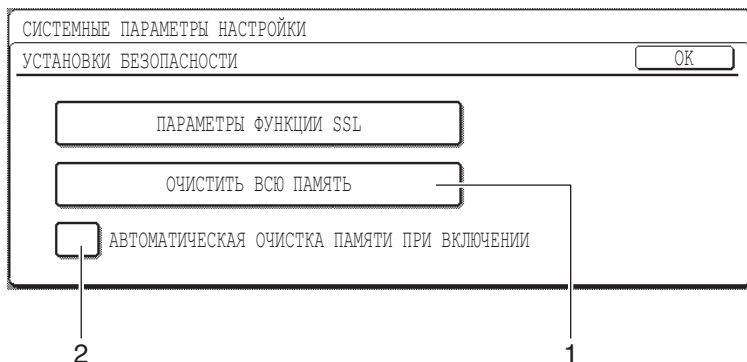 СИСТЕМНЫЕ ПАРАМЕТРЫ НАСТРОЙКИ
УСТАНОВКИ БЕЗОПАСНОСТИ OK
ПАРАМЕТРЫ ФУНКЦИИ SSL
ОЧИСТИТЬ ВСЮ ПАМЯТЬ
АВТОМАТИЧЕСКАЯ ОЧИСТКА ПАМЯТИ ПРИ ВКЛЮЧЕНИИ
2 1